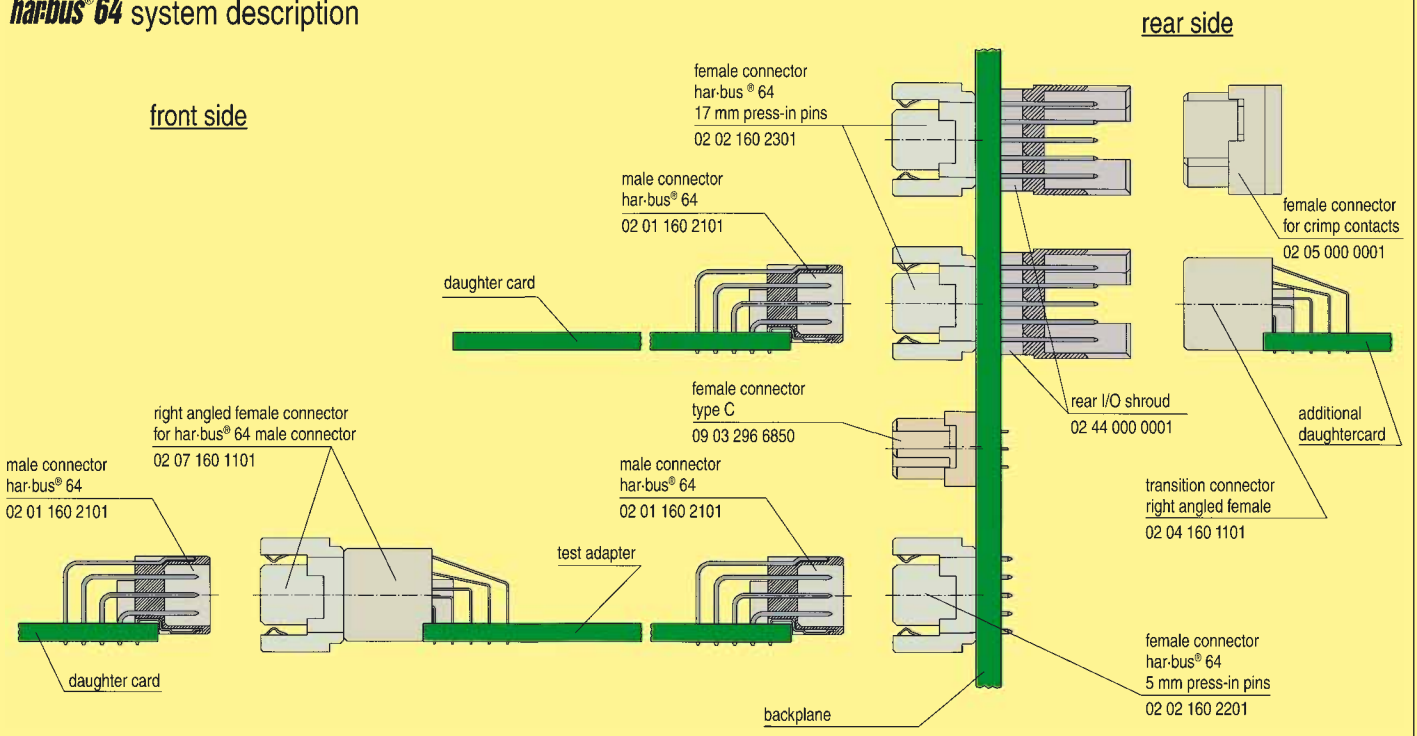 har·bus® 64 system description
rear side
front side
female connector
har·bus ® 64
17 mm press-in pins
02 02 160 2301
male connector
har·bus® 64
02 01 160 2101
daughter card
female connector
for crimp contacts
02 05 000 0001
female connector
type C
09 03 296 6850
rear I/O shroud
02 44 000 0001
additional
daughtercard
right angled female connector
for har·bus® 64 male connector
02 07 160 1101
male connector
har·bus® 64
02 01 160 2101
male connector
har·bus® 64
02 01 160 2101
transition connector
right angled female
02 04 160 1101
test adapter
daughter card
female connector
har·bus® 64
5 mm press-in pins
02 02 160 2201
backplane